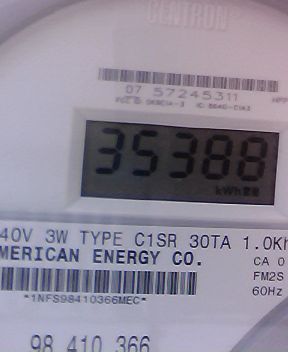 CENTRON
07 57245311
35388
kWh
40V 3W TYPE C1SR 30TA 1.0Kh
MERICAN ENERGY CO.
CA 0
FM2S
60Hz
*1NFS98410366MEC*
98 410 366